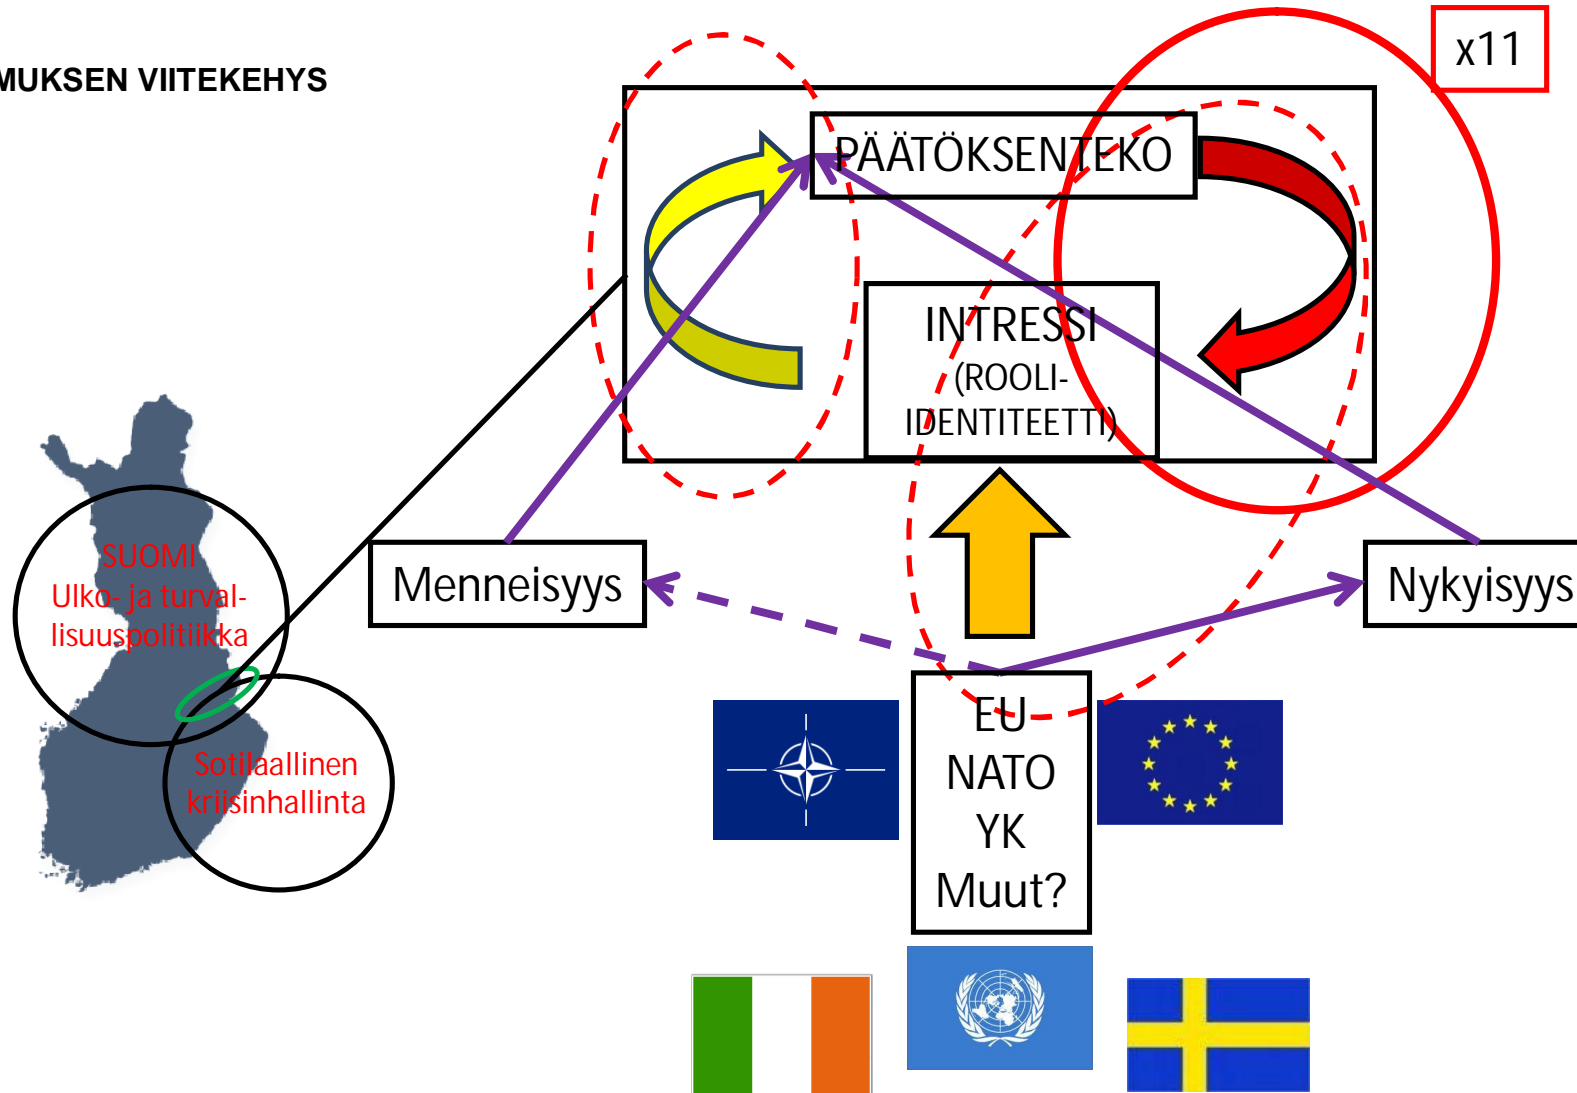 MUKSEN VIITEKEHYS
x11
PÄÄTÖKSENTEKO
INTRESSI
(ROOLI-
IDENTITEETTI)
SUOMI
Ulko- ja turval-
lisuuspolitiikka
Sotilaallinen
kriisinhallinta
Menneisyys
Nykyisyys
EU
NATO
YK
Muut?